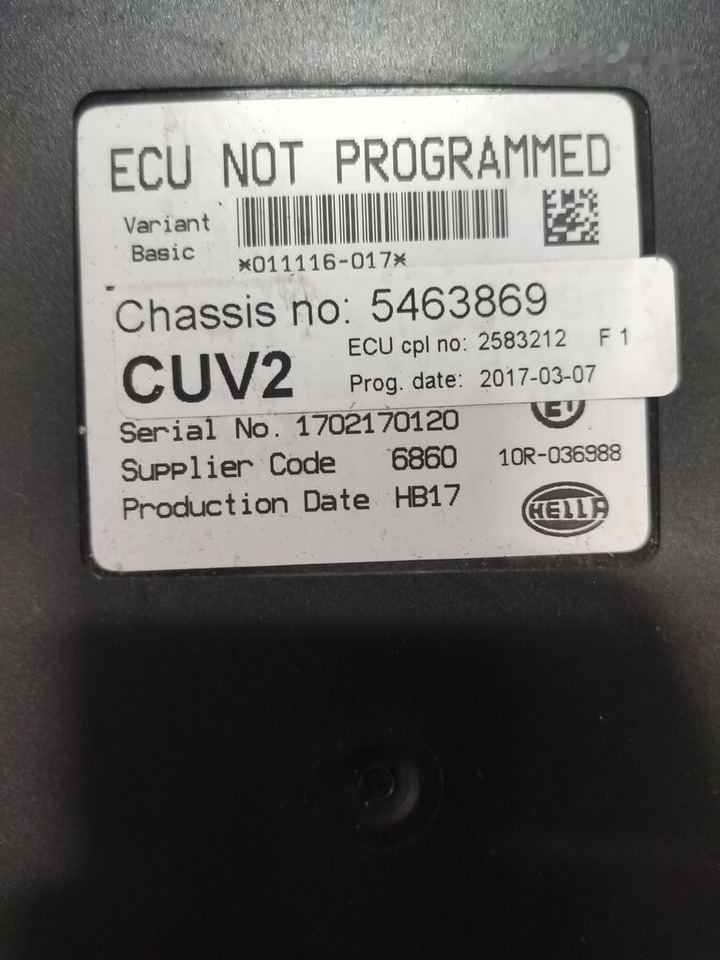 ECU NOT PROGRAMMED
Variant
Basic
*011116-017*
Chassis no: 5463869
CUV2
ECU cpl no: 2583212 F 1
Prog. date: 2017-03-07
Serial No. 1702170120
E1
Supplier Code 6860 10R-036988
Production Date HB17
HELLA